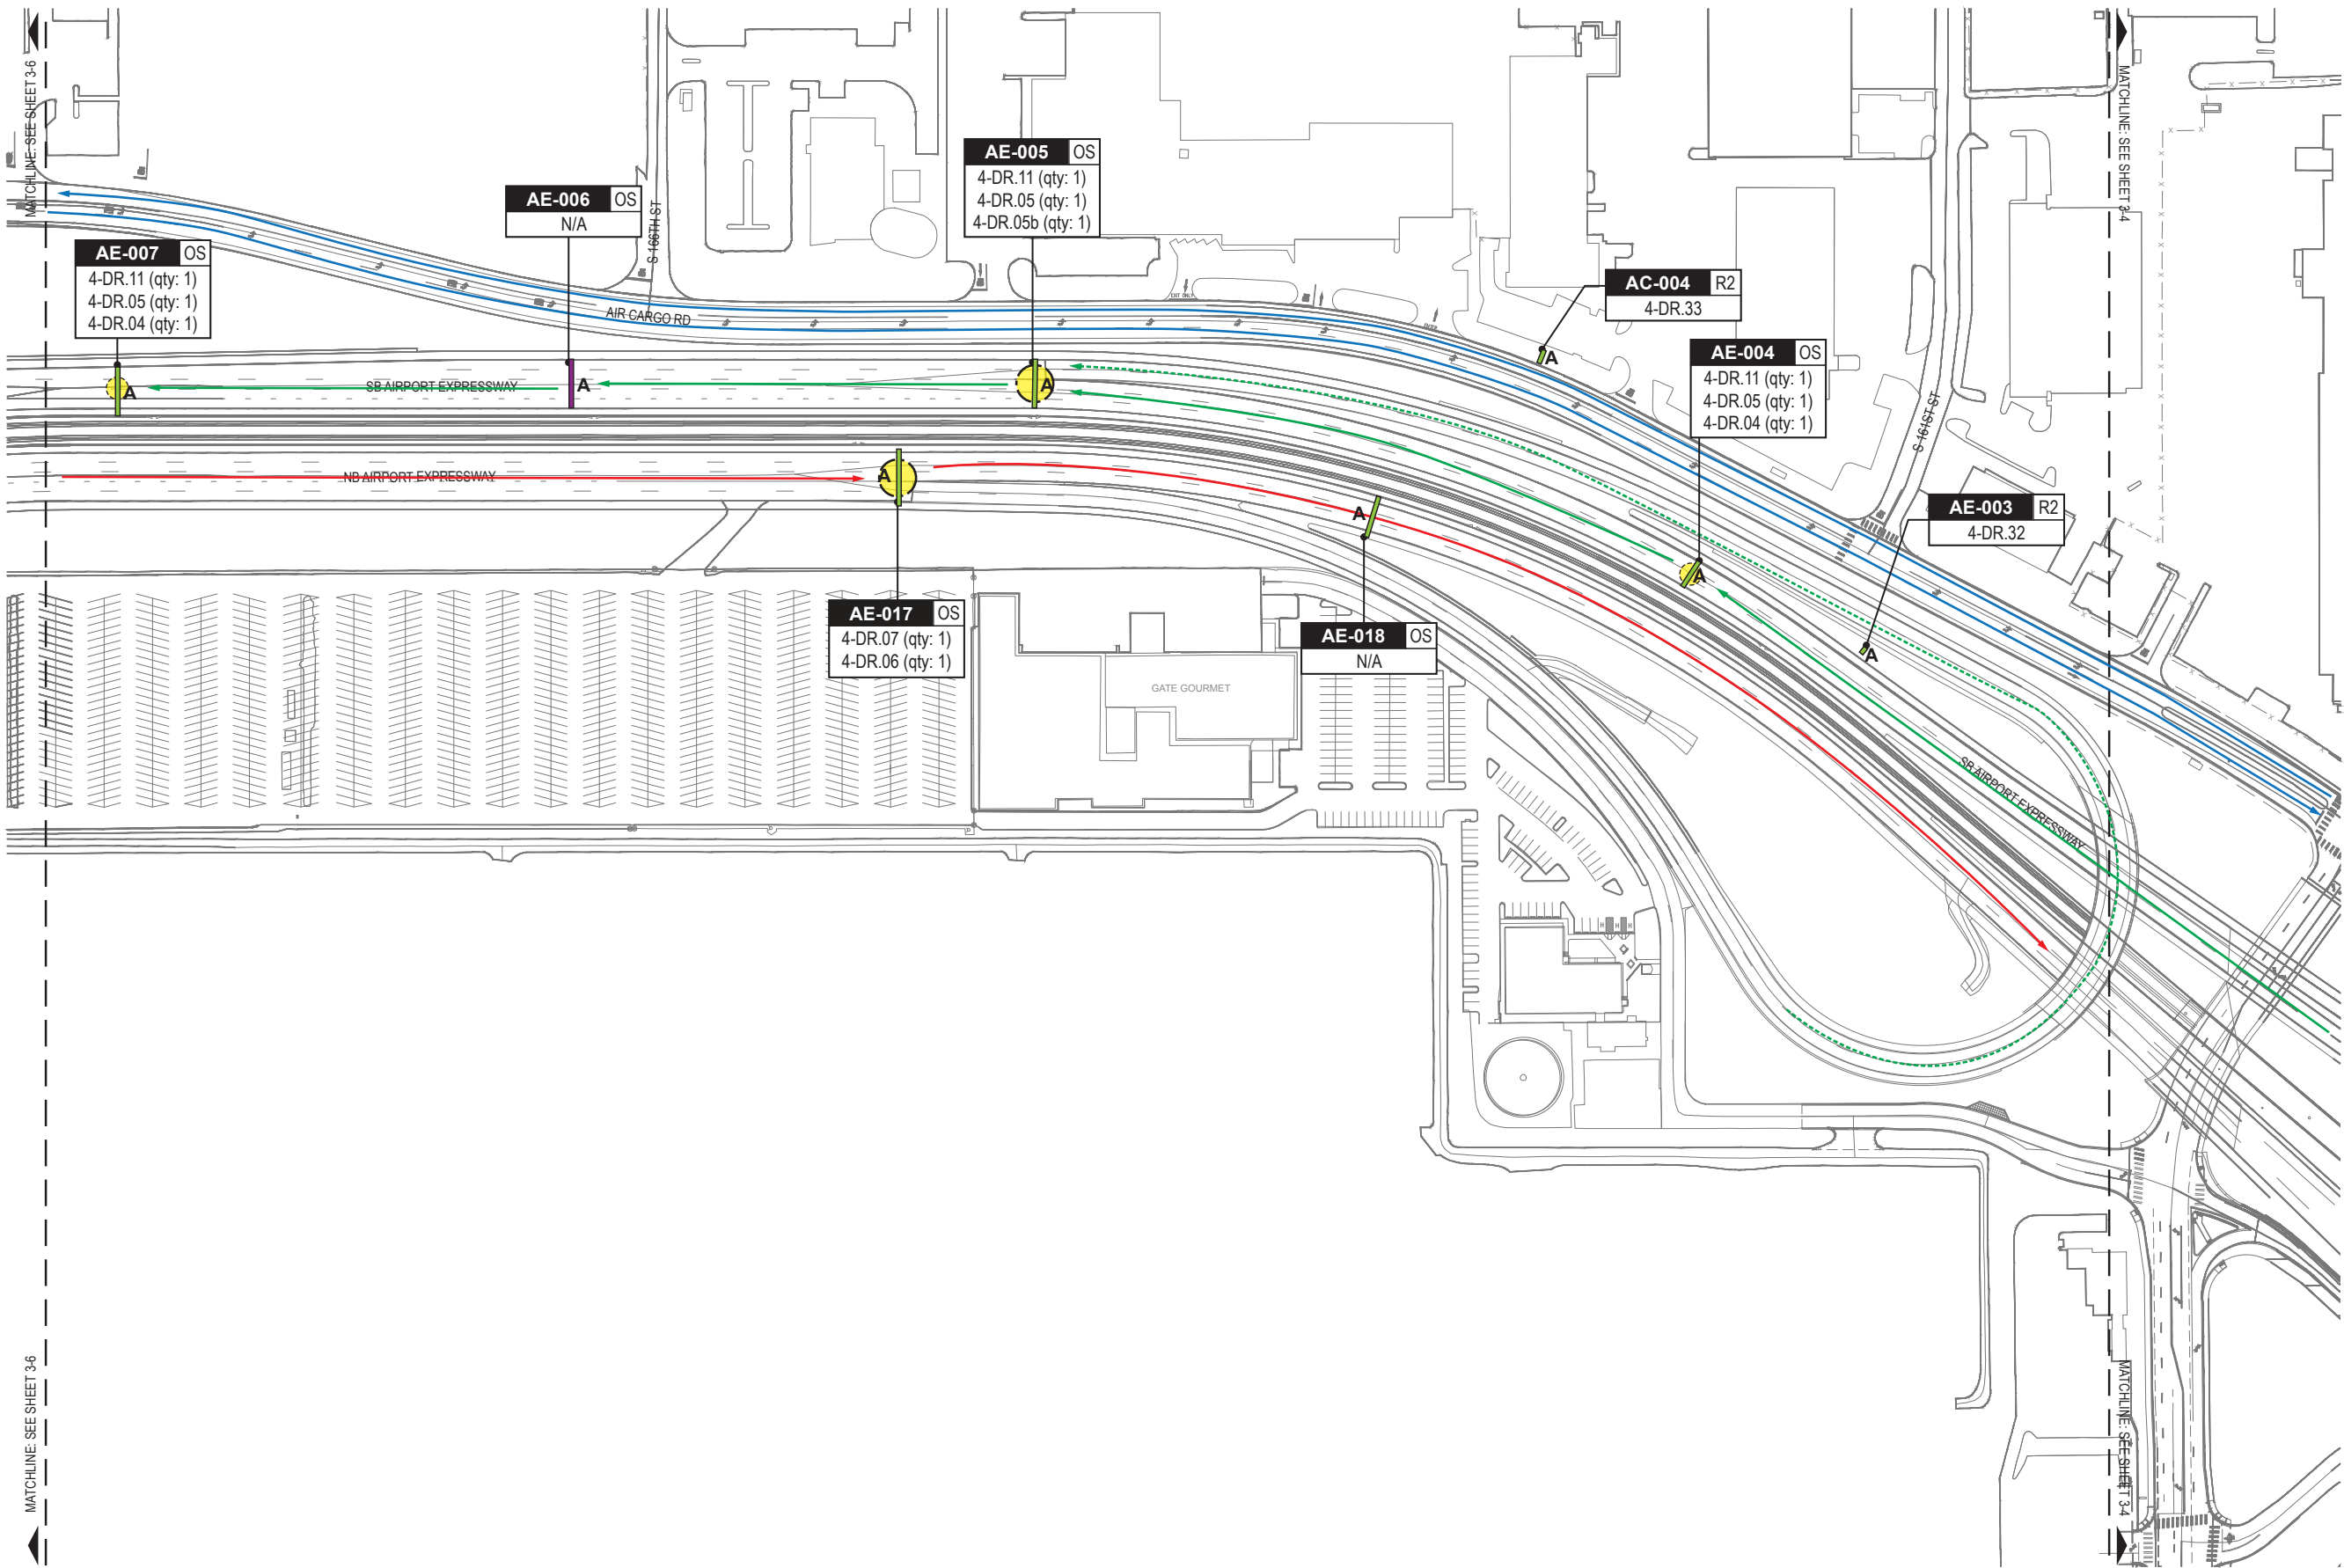 MATCHLINE: SEE SHEET 3-6
MATCHLINE: SEE SHEET 3-4
AE-005 OS
4-DR.11 (qty: 1)
4-DR.05 (qty: 1)
4-DR.05b (qty: 1)
AE-006 OS
N/A
S 166TH ST
AE-007 OS
4-DR.11 (qty: 1)
4-DR.05 (qty: 1)
4-DR.04 (qty: 1)
AC-004 R2
4-DR.33
EXIT ONLY
AIR CARGO RD
AE-004 OS
4-DR.11 (qty: 1)
4-DR.05 (qty: 1)
4-DR.04 (qty: 1)
A
SB AIRPORT EXPRESSWAY
A
A
A
S 161ST ST
NB AIRPORT EXPRESSWAY
A
A
AE-003 R2
4-DR.32
A
A
AE-017 OS
4-DR.07 (qty: 1)
4-DR.06 (qty: 1)
AE-018 OS
N/A
GATE GOURMET
SB AIRPORT EXPRESSWAY
MATCHLINE: SEE SHEET 3-6
MATCHLINE: SEE SHEET 3-4